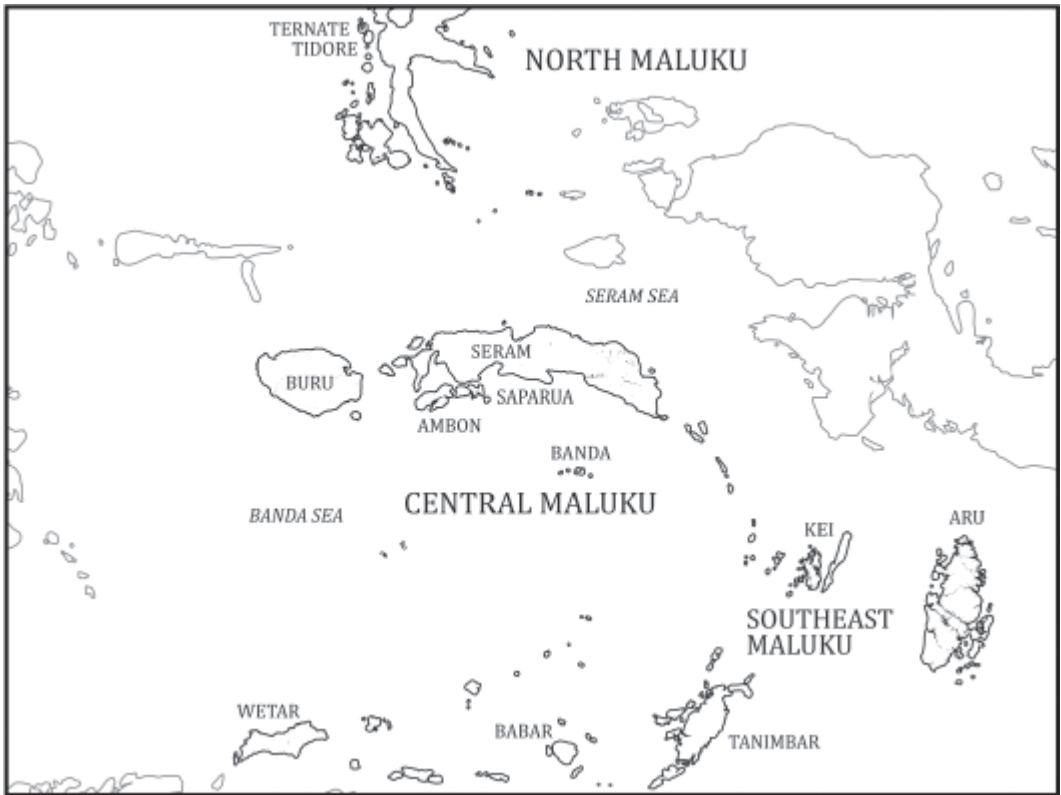 TERNATE
TIDORE
NORTH MALUKU
SERAM SEA
SERAM
BURU
SAPARUA
AMBON
BANDA
CENTRAL MALUKU
BANDA SEA
KEI
ARU
SOUTHEAST
MALUKU
WETAR
BABAR
TANIMBAR